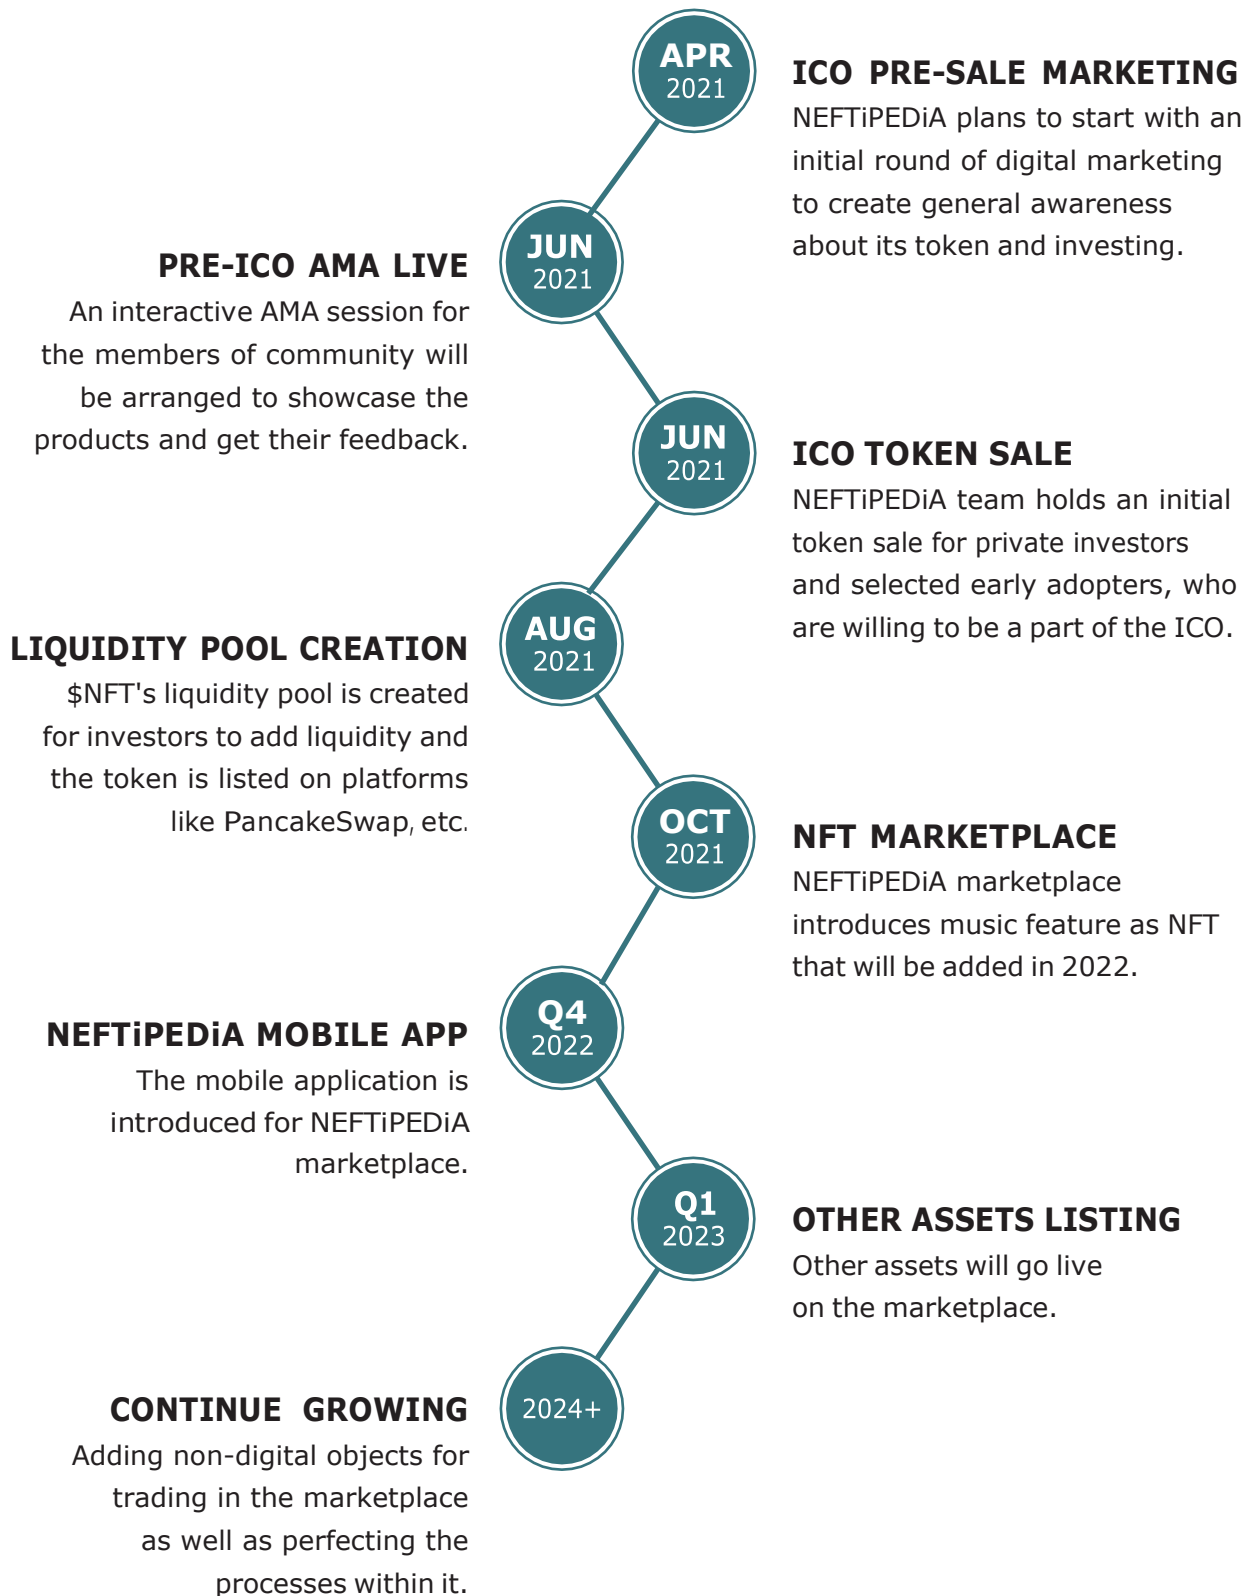 APR
2021
ICO PRE-SALE MARKETING
NEFTiPEDiA plans to start with an
initial round of digital marketing
to create general awareness
about its token and investing.
JUN
2021
PRE-ICO AMA LIVE
An interactive AMA session for
the members of community will
be arranged to showcase the
products and get their feedback.
JUN
2021
ICO TOKEN SALE
NEFTiPEDiA team holds an initial
token sale for private investors
and selected early adopters, who
are willing to be a part of the ICO.
AUG
2021
LIQUIDITY POOL CREATION
$NFT's liquidity pool is created
for investors to add liquidity and
the token is listed on platforms
like PancakeSwap, etc.
OCT
2021
NFT MARKETPLACE
NEFTiPEDiA marketplace
introduces music feature as NFT
that will be added in 2022.
Q4
2022
NEFTiPEDiA MOBILE APP
The mobile application is
introduced for NEFTiPEDiA
marketplace.
Q1
2023
OTHER ASSETS LISTING
Other assets will go live
on the marketplace.
2024+
CONTINUE GROWING
Adding non-digital objects for
trading in the marketplace
as well as perfecting the
processes within it.